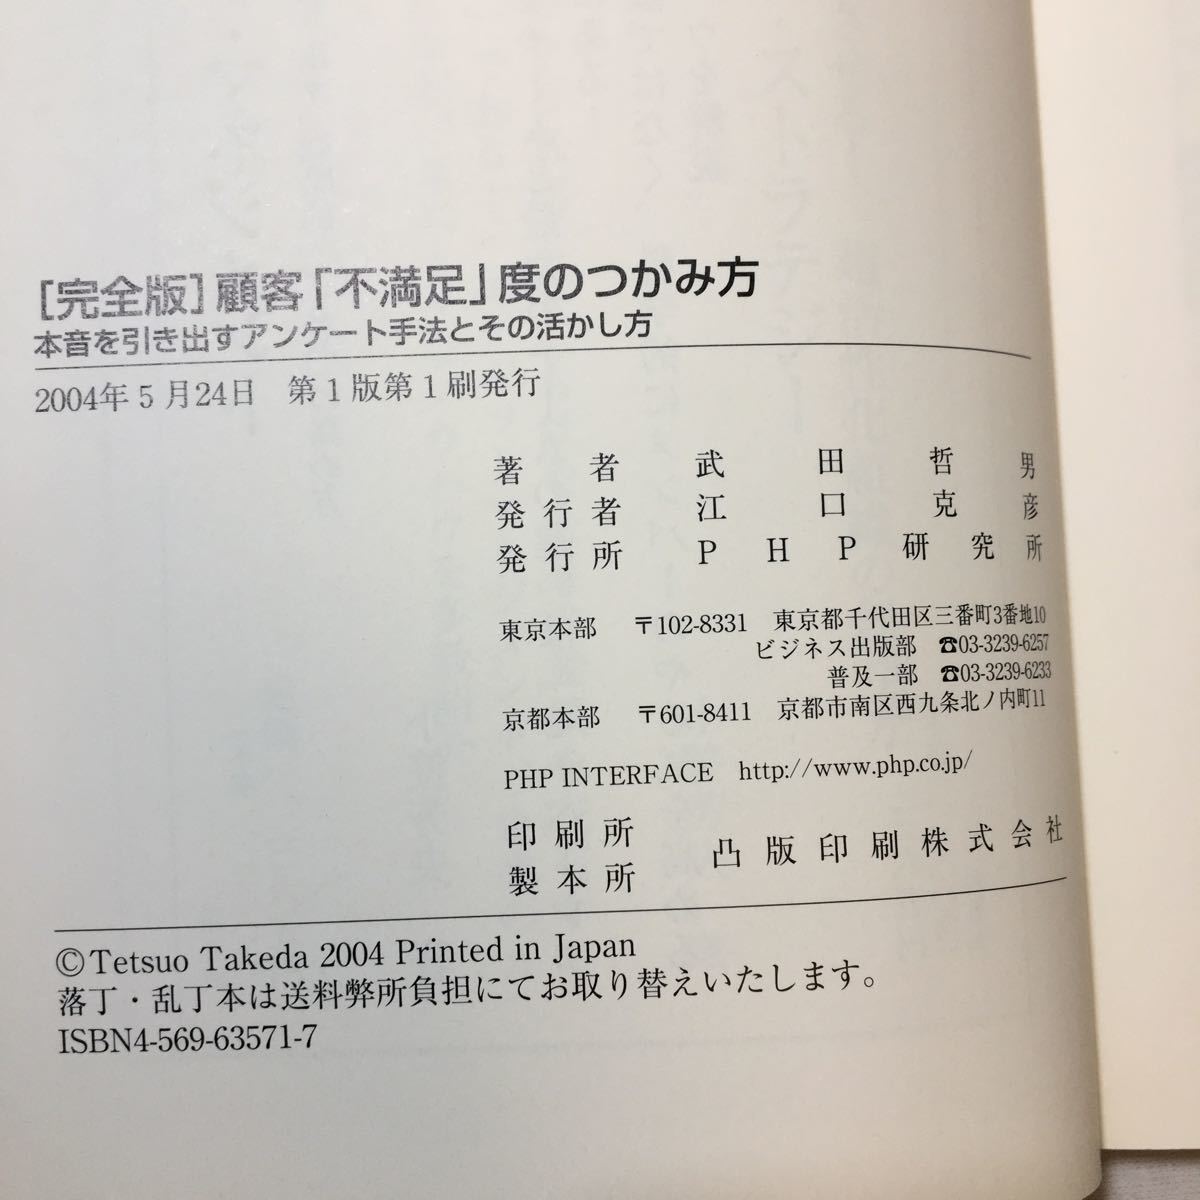 [完全版]顧客「不満足」度のつかみ方
本音を引き出すアンケート手法とその活かし方
2004年5月24日　第1版第1刷発行
著者　武田哲男
発行者　江口克彦
発行所　PHP研究所
東京本部　〒102-8331　東京都千代田区三番町3番地10
ビジネス出版部　☎03-3239-6257
普及一部　☎03-3239-6233
京都本部　〒601-8411　京都市南区西九条北ノ内町11
PHP INTERFACE　http://www.php.co.jp/
印刷所
製本所　凸版印刷株式会社
©Tetsuo Takeda 2004 Printed in Japan
落丁・乱丁本は送料弊所負担にてお取り替えいたします。
ISBN4-569-63571-7